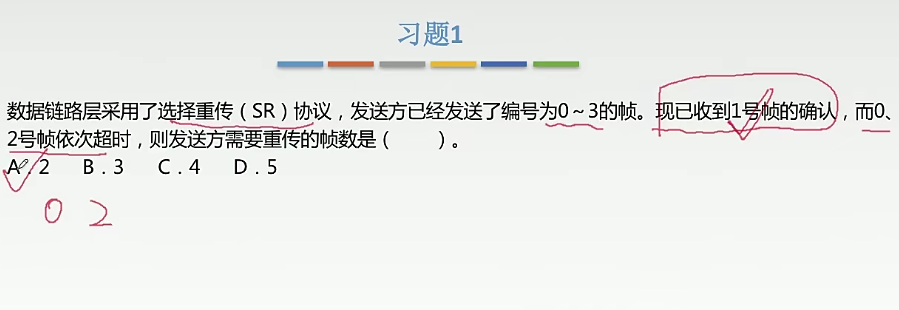 习题1
数据链路层采用了选择重传（SR）协议，发送方已经发送了编号为0～3的帧。现已收到1号帧的确认，而0、
2号帧依次超时，则发送方需要重传的帧数是（　　）。
A．2　B．3　C．4　D．5
0 2